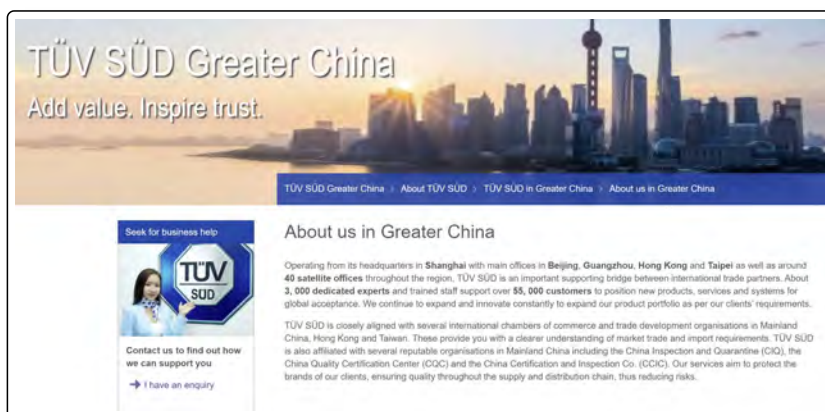 TÜV SÜD Greater China
Add value. Inspire trust.
TÜV SÜD Greater China > About TÜV SÜD > TÜV SÜD in Greater China > About us in Greater China
Seek for business help
TÜV
SÜD
Contact us to find out how
we can support you
➔ I have an enquiry
About us in Greater China
Operating from its headquarters in Shanghai with main offices in Beijing, Guangzhou, Hong Kong and Taipei as well as around
40 satellite offices throughout the region, TÜV SÜD is an important supporting bridge between international trade partners. About
3, 000 dedicated experts and trained staff support over 55, 000 customers to position new products, services and systems for
global acceptance. We continue to expand and innovate constantly to expand our product portfolio as per our clients' requirements.
TÜV SÜD is closely aligned with several international chambers of commerce and trade development organisations in Mainland
China, Hong Kong and Taiwan. These provide you with a clearer understanding of market trade and import requirements. TÜV SÜD
is also affiliated with several reputable organisations in Mainland China including the China Inspection and Quarantine (CIQ), the
China Quality Certification Center (CQC) and the China Certification and Inspection Co. (CCIC). Our services aim to protect the
brands of our clients, ensuring quality throughout the supply and distribution chain, thus reducing risks.